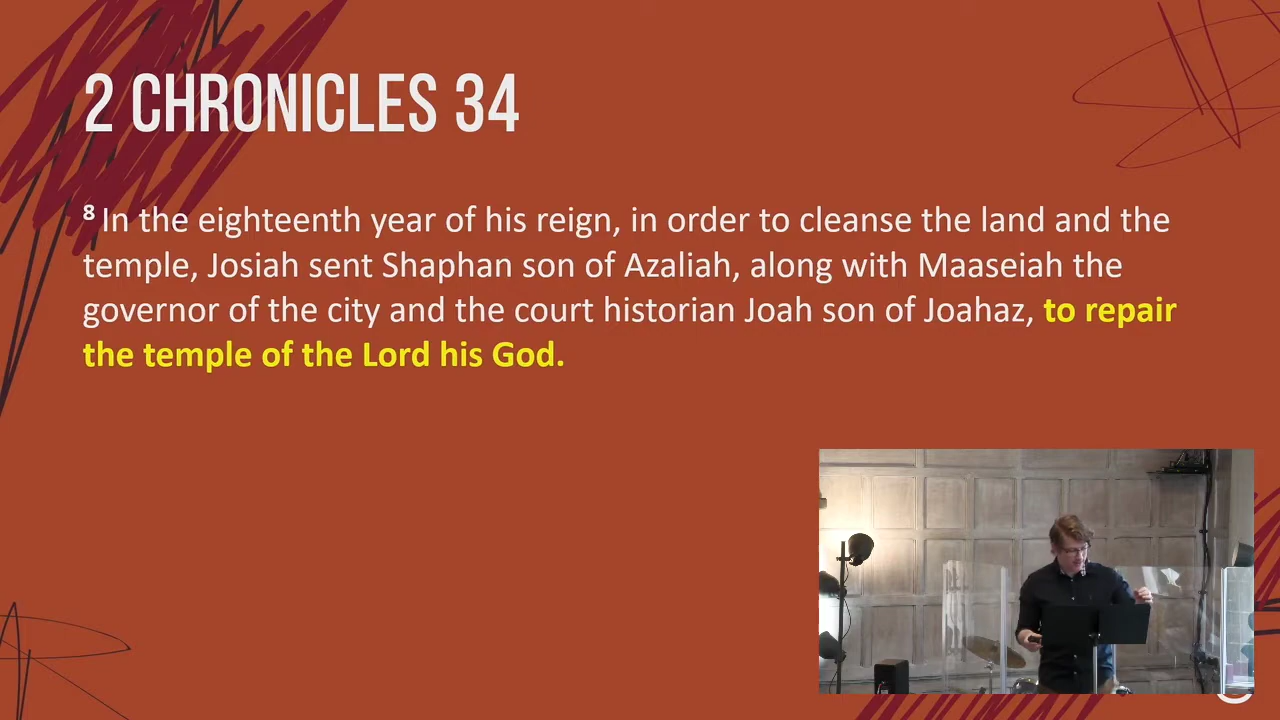 2 CHRONICLES 34
8 In the eighteenth year of his reign, in order to cleanse the land and the
temple, Josiah sent Shaphan son of Azaliah, along with Maaseiah the
governor of the city and the court historian Joah son of Joahaz, to repair
the temple of the Lord his God.